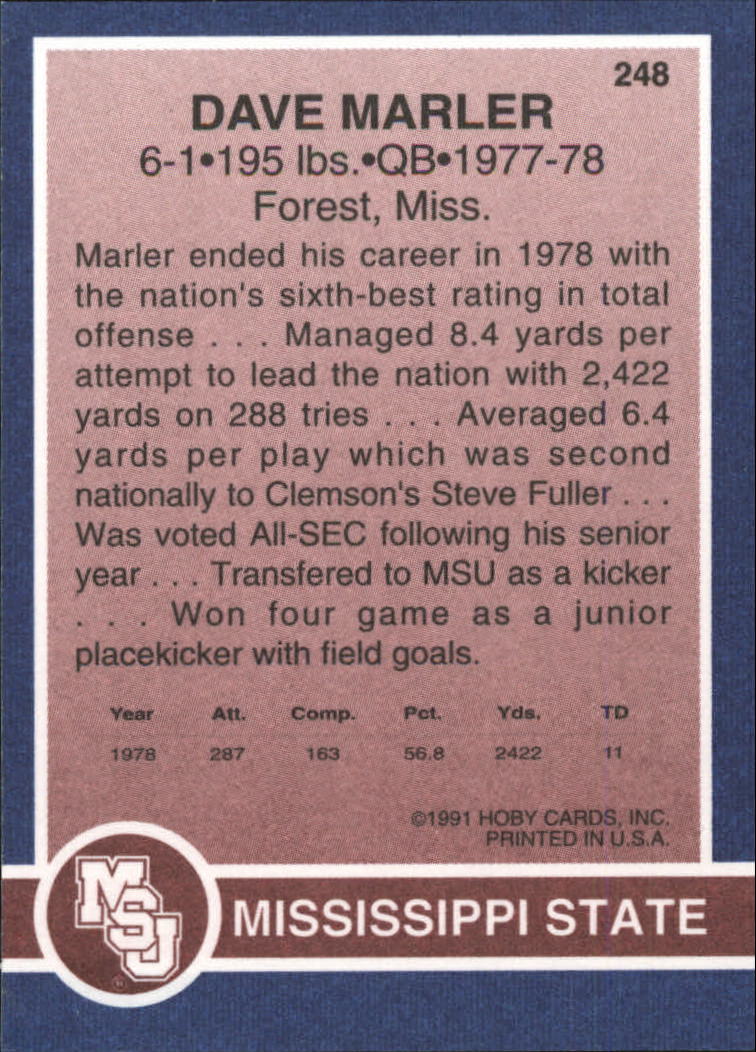 248
DAVE MARLER
6-1•195 lbs.•QB•1977-78
Forest, Miss.
Marler ended his career in 1978 with
the nation's sixth-best rating in total
offense . . . Managed 8.4 yards per
attempt to lead the nation with 2,422
yards on 288 tries . . . Averaged 6.4
yards per play which was second
nationally to Clemson's Steve Fuller . . .
Was voted All-SEC following his senior
year . . . Transfered to MSU as a kicker
. . . Won four game as a junior
placekicker with field goals.
Year Att. Comp. Pct. Yds. TD
1978 287 163 56.8 2422 11
©1991 HOBY CARDS, INC.
PRINTED IN U.S.A.
MSU
®
MISSISSIPPI STATE